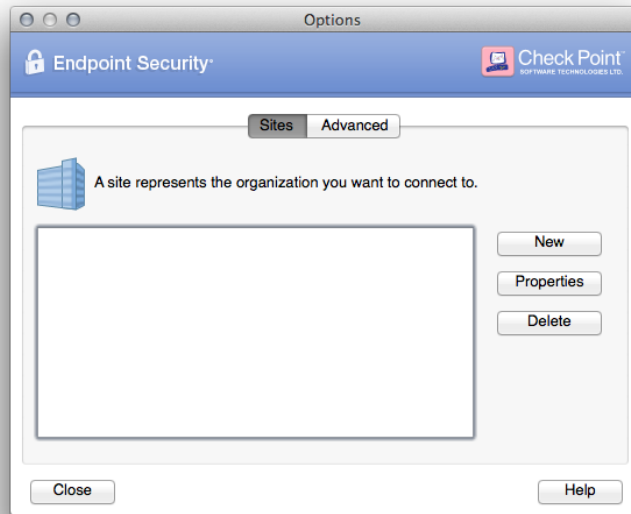 Options
Endpoint Security
Check Point™
SOFTWARE TECHNOLOGIES LTD.
Sites Advanced
A site represents the organization you want to connect to.
New
Properties
Delete
Close Help